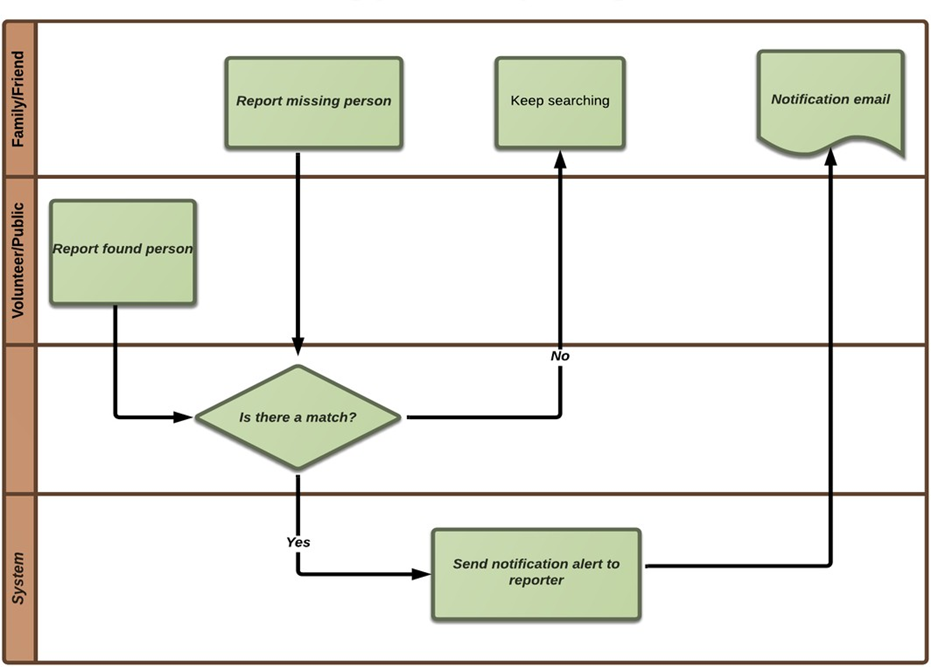 Family/Friend
Report missing person
Keep searching
Notification email
Volunteer/Public
Report found person
No
Is there a match?
Yes
System
Send notification alert to
reporter